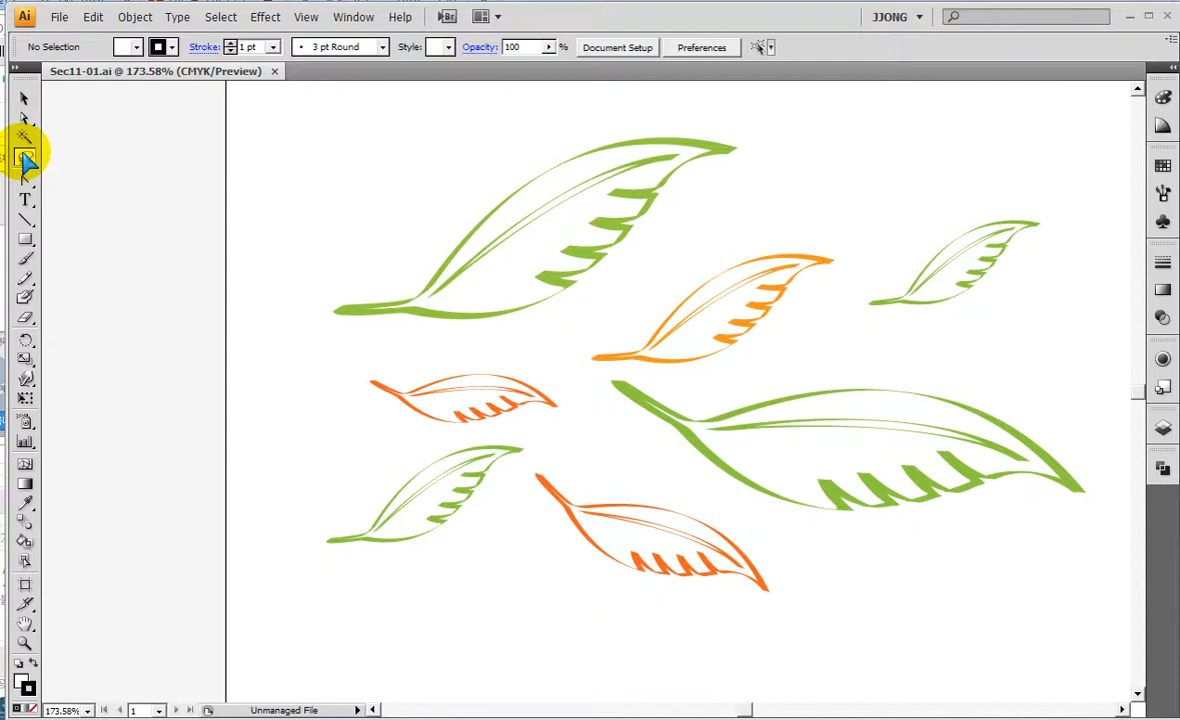 Ai File Edit Object Type Select Effect View Window Help Br JJONG
No Selection Stroke: 1 pt 3 pt Round Style: Opacity: 100 % Document Setup Preferences
Sec11-01.ai @ 173.58% (CMYK/Preview)
T
173.58% 1 Unmanaged File